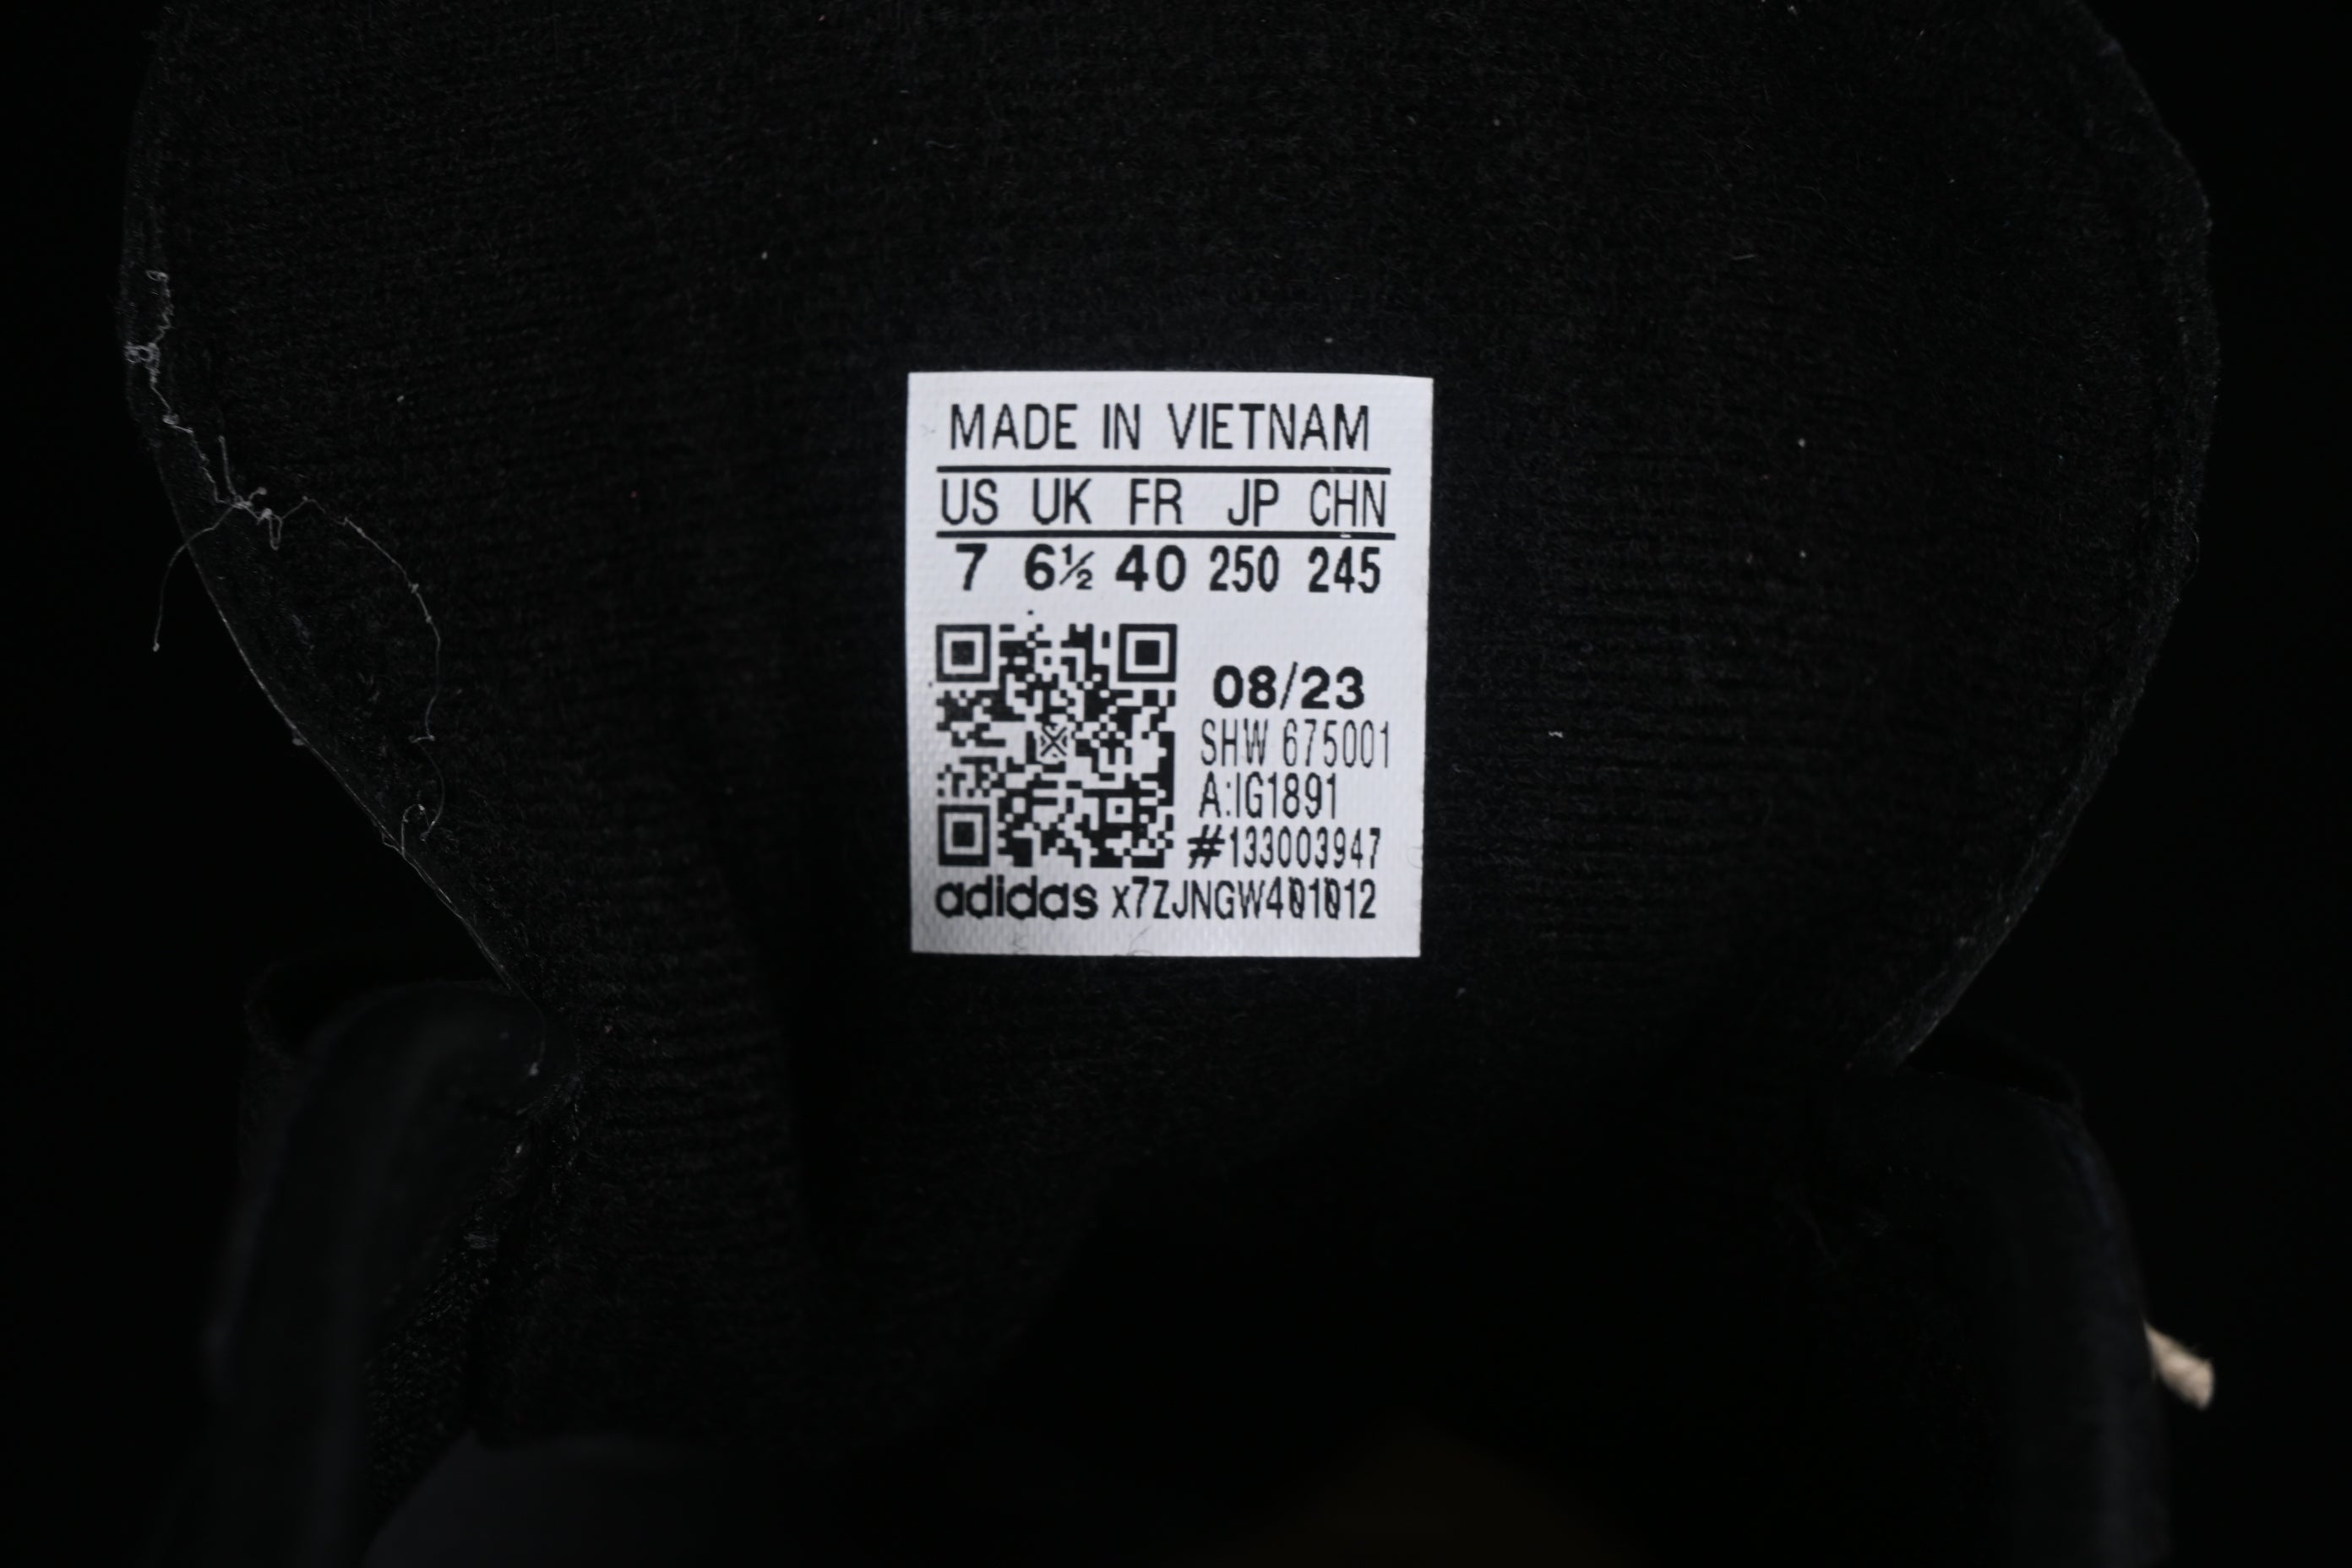 MADE IN VIETNAM
US UK FR JP CHN
7 6½ 40 250 245
08/23
SHW 675001
A:IG1891
#133003947
adidas x7ZJNGW401012